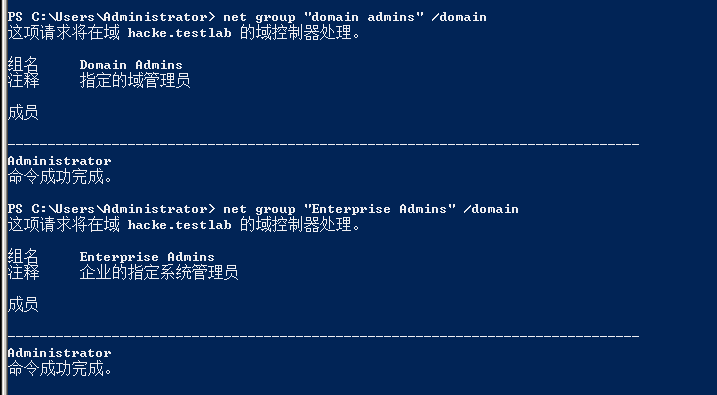 PS C:\Users\Administrator> net group "domain admins" /domain
这项请求将在域 hacke.testlab 的域控制器处理。
组名     Domain Admins
注释     指定的域管理员
成员
-------------------------------------------------------------------------------
Administrator
命令成功完成。
PS C:\Users\Administrator> net group "Enterprise Admins" /domain
这项请求将在域 hacke.testlab 的域控制器处理。
组名     Enterprise Admins
注释     企业的指定系统管理员
成员
-------------------------------------------------------------------------------
Administrator
命令成功完成。